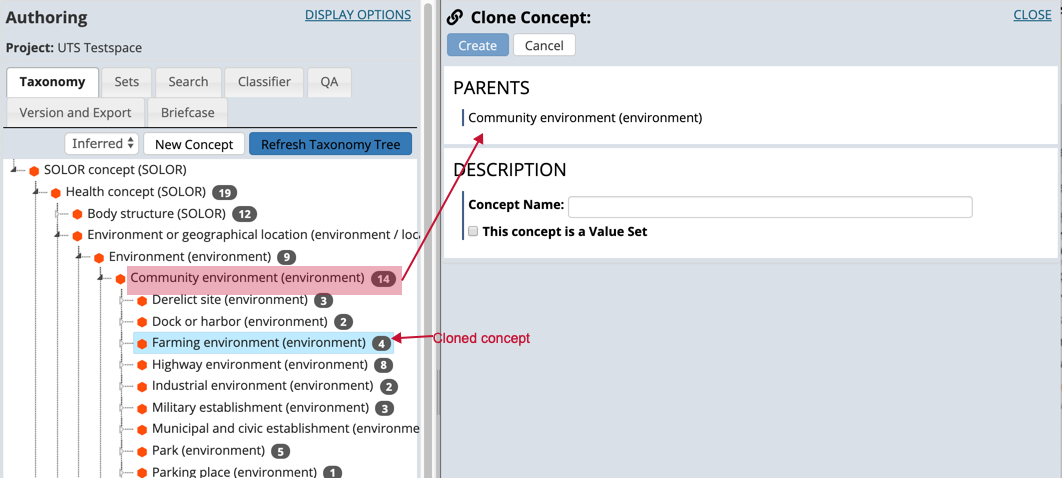 Authoring
DISPLAY OPTIONS
Project: UTS Testspace
Taxonomy Sets Search Classifier QA
Version and Export Briefcase
Inferred New Concept Refresh Taxonomy Tree
SOLOR concept (SOLOR)
Health concept (SOLOR) 19
Body structure (SOLOR) 12
Environment or geographical location (environment / loc
Environment (environment) 9
Community environment (environment) 14
Derelict site (environment) 3
Dock or harbor (environment) 2
Farming environment (environment) 4
Highway environment (environment) 8
Industrial environment (environment) 2
Military establishment (environment) 3
Municipal and civic establishment (environme
Park (environment) 5
Parking place (environment) 1
Cloned concept
Clone Concept:
CLOSE
Create Cancel
PARENTS
Community environment (environment)
DESCRIPTION
Concept Name:
This concept is a Value Set